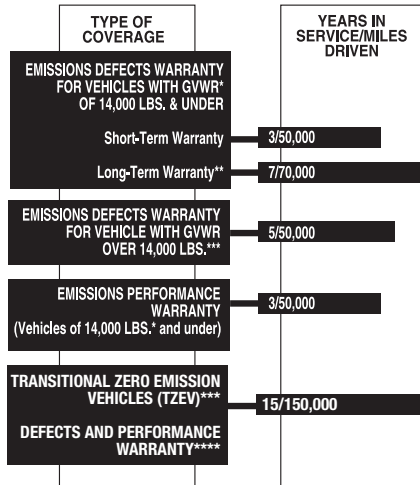 TYPE OF
COVERAGE
YEARS IN
SERVICE/MILES
DRIVEN
EMISSIONS DEFECTS WARRANTY
FOR VEHICLES WITH GVWR*
OF 14,000 LBS. & UNDER
Short-Term Warranty
3/50,000
Long-Term Warranty**
7/70,000
EMISSIONS DEFECTS WARRANTY
FOR VEHICLE WITH GVWR
OVER 14,000 LBS.***
5/50,000
EMISSIONS PERFORMANCE
WARRANTY
(Vehicles of 14,000 LBS.* and under)
3/50,000
TRANSITIONAL ZERO EMISSION
VEHICLES (TZEV)***
DEFECTS AND PERFORMANCE
WARRANTY****
15/150,000